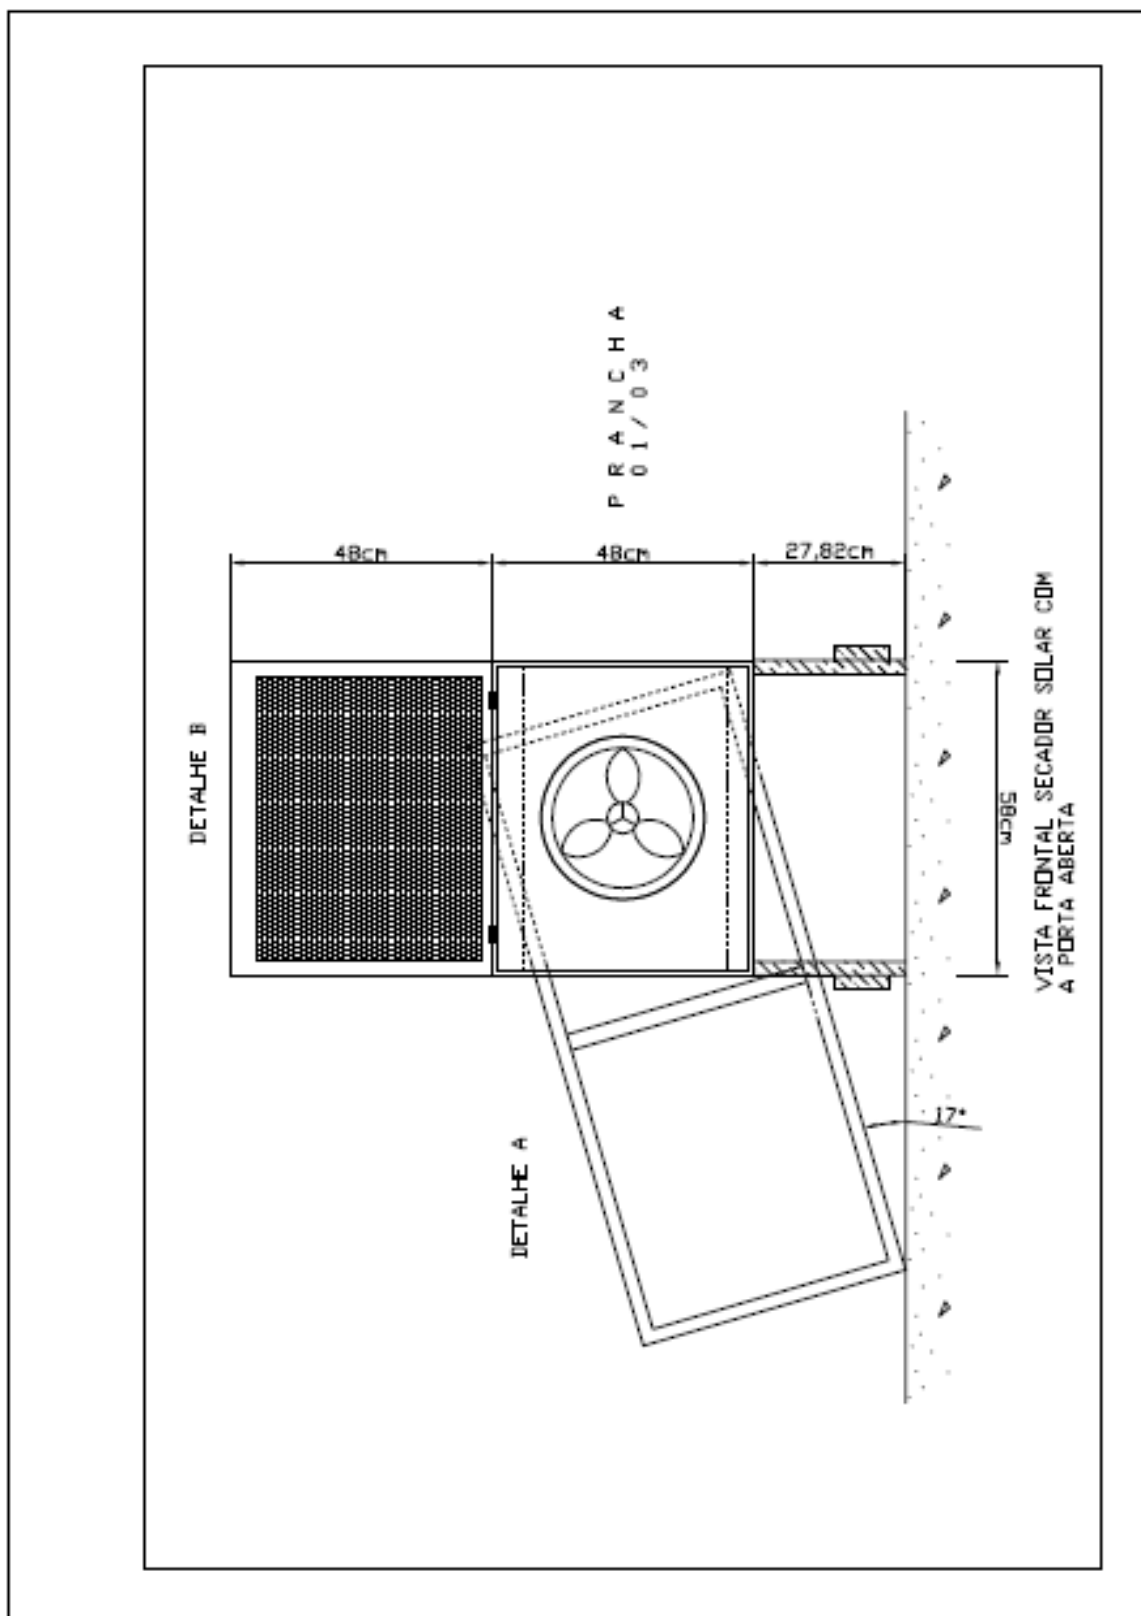 PRANCHA
01/03
48cm
48cm
27,82cm
DETALHE B
58cm
VISTA FRONTAL SECADOR SOLAR COM
A PORTA ABERTA
DETALHE A
17°